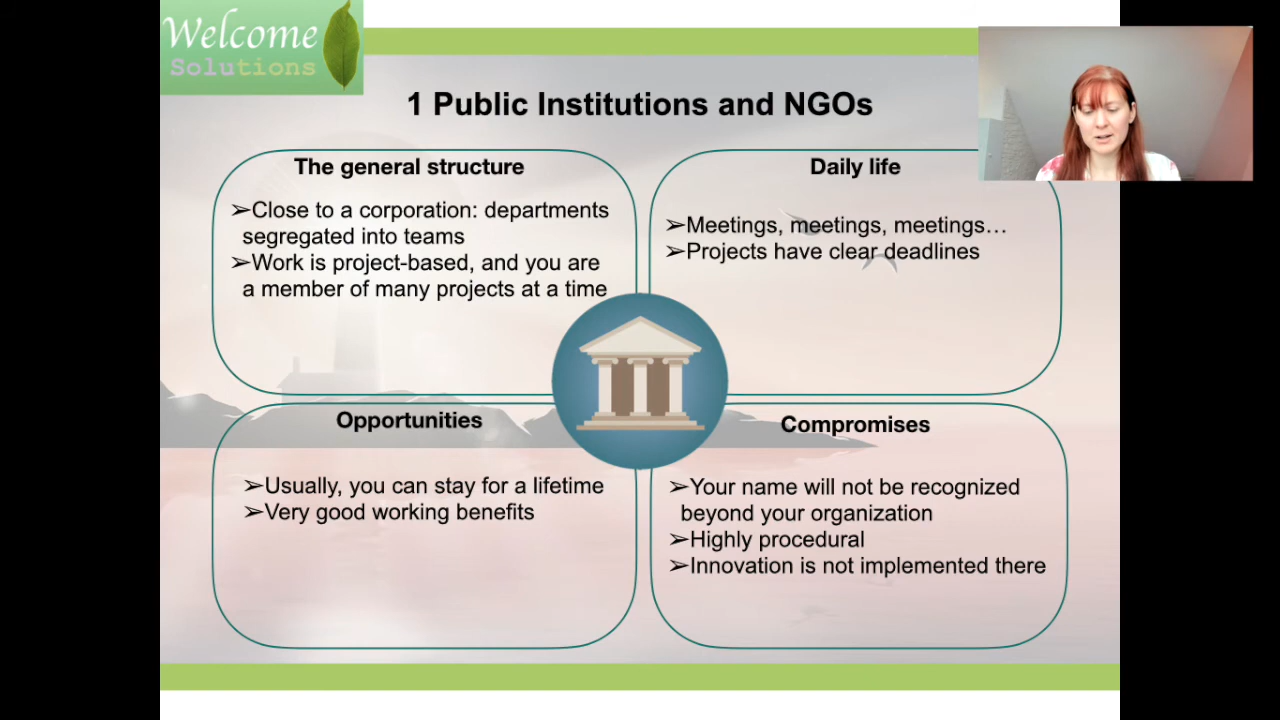 Welcome
Solutions
1 Public Institutions and NGOs
The general structure
➢Close to a corporation: departments
segregated into teams
➢Work is project-based, and you are
a member of many projects at a time
Daily life
➢Meetings, meetings, meetings…
➢Projects have clear deadlines
Opportunities
➢Usually, you can stay for a lifetime
➢Very good working benefits
Compromises
➢Your name will not be recognized
beyond your organization
➢Highly procedural
➢Innovation is not implemented there